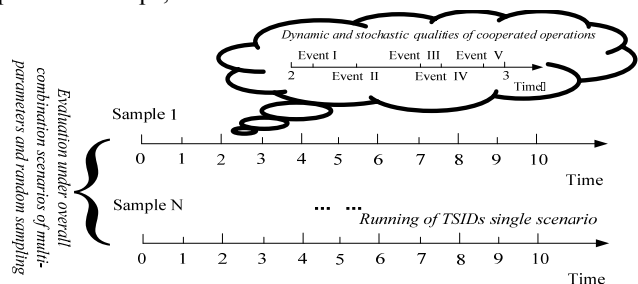 Dynamic and stochastic qualities of cooperated operations
Event I Event III Event V
2 3
Event II Event IV
Time
Sample 1
0 1 2 3 4 5 6 7 8 9 10
Time
Sample N
... ...
Running of TSIDs single scenario
0 1 2 3 4 5 6 7 8 9 10
Time
Evaluation under overall
combination scenarios of multi-
parameters and random sampling